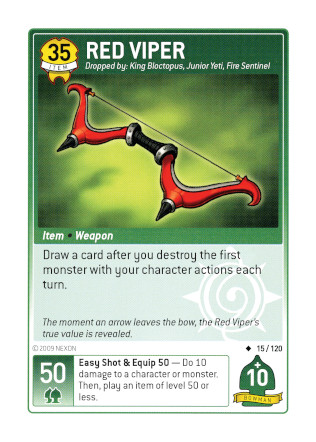 35
ITEM
RED VIPER
Dropped by: King Bloctopus, Junior Yeti, Fire Sentinel
Item • Weapon
Draw a card after you destroy the first
monster with your character actions each
turn.
The moment an arrow leaves the bow, the Red Viper's
true value is revealed.
©2009 NEXON
◆ 15/120
50
Easy Shot & Equip 50 — Do 10
damage to a character or monster.
Then, play an item of level 50 or
less.
+
10
BOWMAN